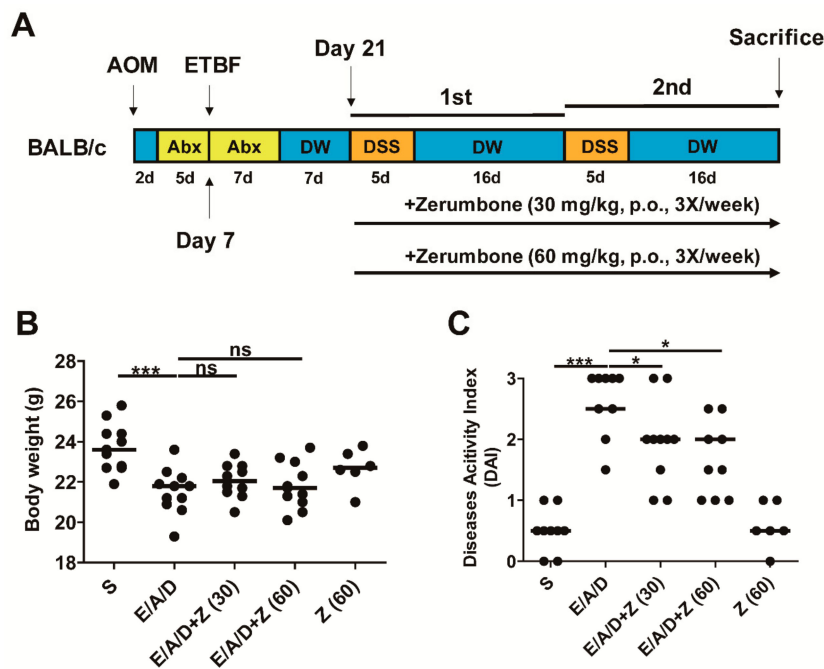 A
AOM
ETBF
Day 21
Sacrifice
1st
2nd
BALB/c
Abx
Abx
DW
DSS
DW
DSS
DW
2d
5d
7d
7d
5d
16d
5d
16d
Day 7
+Zerumbone (30 mg/kg, p.o., 3X/week)
+Zerumbone (60 mg/kg, p.o., 3X/week)
B
Body weight (g)
28
26
24
22
20
18
***
ns
ns
S
E/A/D
E/A/D+Z (30)
E/A/D+Z (60)
Z (60)
C
Diseases Acitivity Index
(DAI)
3
2
1
0
***
*
*
S
E/A/D
E/A/D+Z (30)
E/A/D+Z (60)
Z (60)